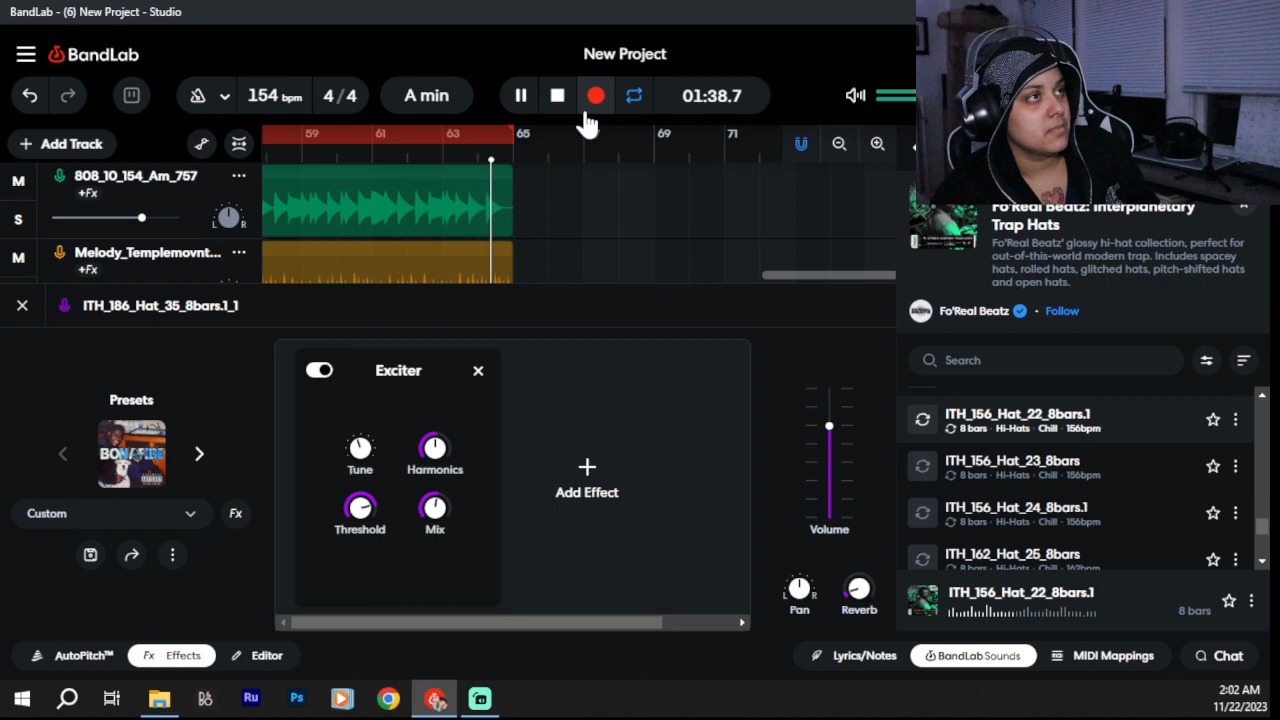 BandLab - (6) New Project - Studio
BandLab
New Project
154 bpm
4/4
A min
01:38.7
Add Track
59
61
63
65
69
71
M
808_10_154_Am_757
+Fx
S
L
R
M
Melody_Templemovnt...
+Fx
ITH_186_Hat_35_8bars.1_1
Presets
BONAFIDE
Custom
Fx
Exciter
Tune
Harmonics
Threshold
Mix
Add Effect
Volume
L
R
Pan
Reverb
Fo'Real Beatz: Interplanetary
Trap Hats
Fo'Real Beatz' glossy hi-hat collection, perfect for
out-of-this-world modern trap. Includes spacey
hats, rolled hats, glitched hats, pitch-shifted hats
and open hats.
Fo'Real Beatz
Follow
Search
ITH_156_Hat_22_8bars.1
8 bars · Hi-Hats · Chill · 156bpm
ITH_156_Hat_23_8bars
8 bars · Hi-Hats · Chill · 156bpm
ITH_156_Hat_24_8bars.1
8 bars · Hi-Hats · Chill · 156bpm
ITH_162_Hat_25_8bars
8 bars · Hi-Hats · Chill · 162bpm
ITH_156_Hat_22_8bars.1
8 bars
AutoPitch™
Fx Effects
Editor
Lyrics/Notes
BandLab Sounds
MIDI Mappings
Chat
Ru
Ps
2:02 AM
11/22/2023